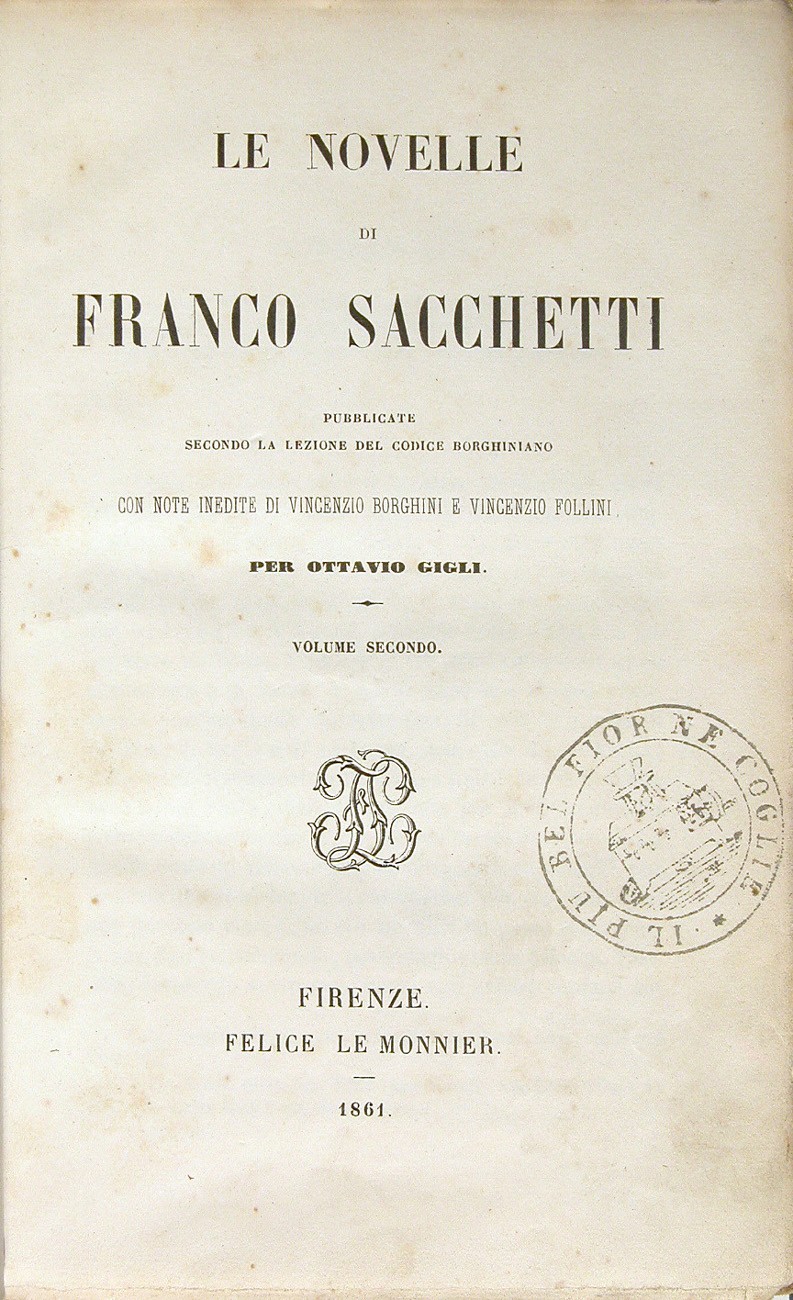 LE NOVELLE
DI
FRANCO SACCHETTI
PUBBLICATE
SECONDO LA LEZIONE DEL CODICE BORGHINIANO
CON NOTE INEDITE DI VINCENZIO BORGHINI E VINCENZIO FOLLINI
PER OTTAVIO GIGLI.
VOLUME SECONDO.
IL PIU BEL FIOR NE COGLIE
FIRENZE.
FELICE LE MONNIER.
1861.